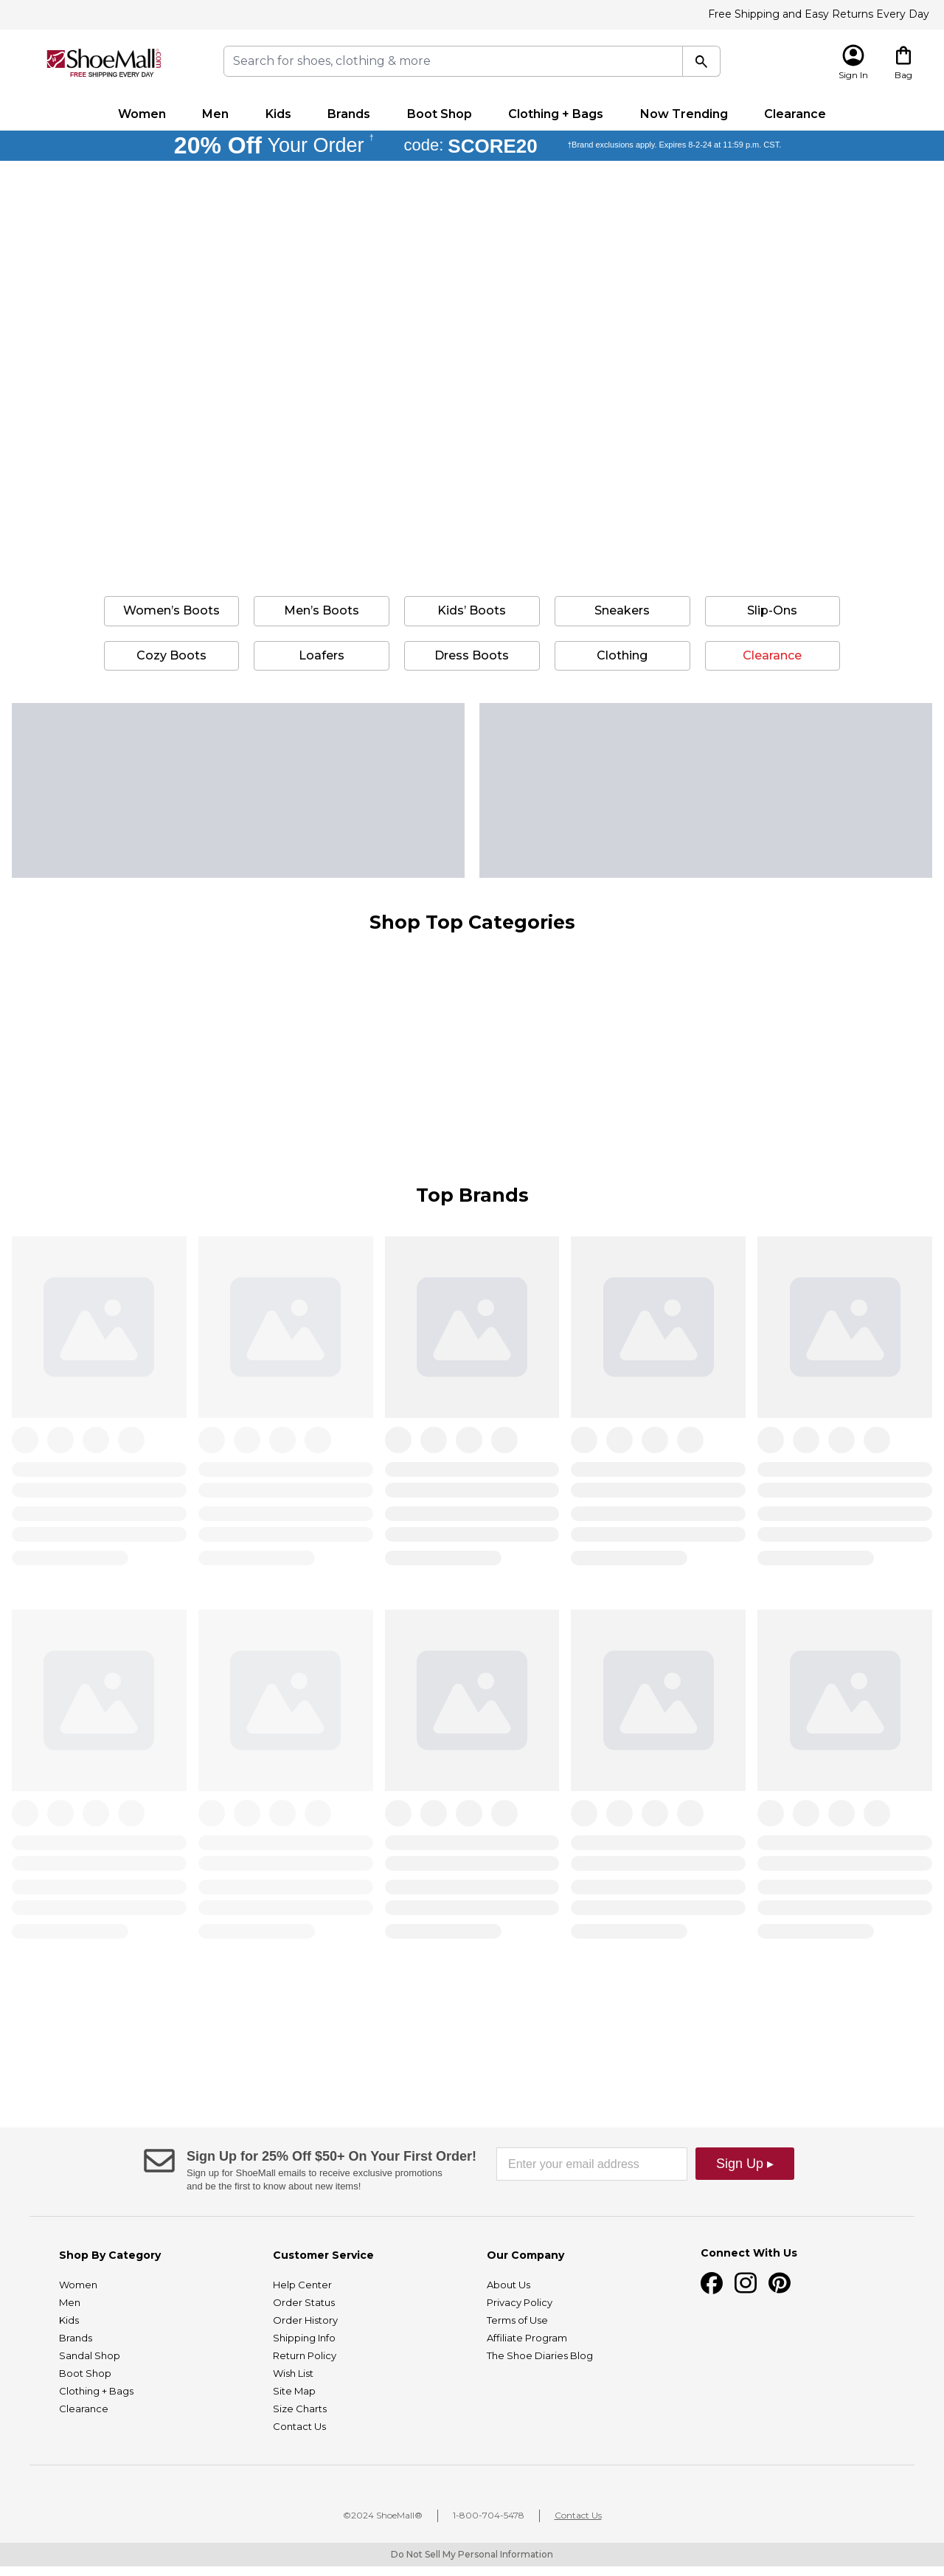 Free Shipping and Easy Returns Every Day
ShoeMall.com
FREE SHIPPING EVERY DAY
Search for shoes, clothing & more
Sign In
Bag
Women Men Kids Brands Boot Shop Clothing + Bags Now Trending Clearance
20% Off Your Order † code: SCORE20 †Brand exclusions apply. Expires 8-2-24 at 11:59 p.m. CST.
Women's Boots Men's Boots Kids' Boots Sneakers Slip-Ons
Cozy Boots Loafers Dress Boots Clothing Clearance
Shop Top Categories
Top Brands
Sign Up for 25% Off $50+ On Your First Order!
Sign up for ShoeMall emails to receive exclusive promotions
and be the first to know about new items!
Enter your email address
Sign Up ▸
Shop By Category
Women
Men
Kids
Brands
Sandal Shop
Boot Shop
Clothing + Bags
Clearance
Customer Service
Help Center
Order Status
Order History
Shipping Info
Return Policy
Wish List
Site Map
Size Charts
Contact Us
Our Company
About Us
Privacy Policy
Terms of Use
Affiliate Program
The Shoe Diaries Blog
Connect With Us
©2024 ShoeMall® | 1-800-704-5478 | Contact Us
Do Not Sell My Personal Information